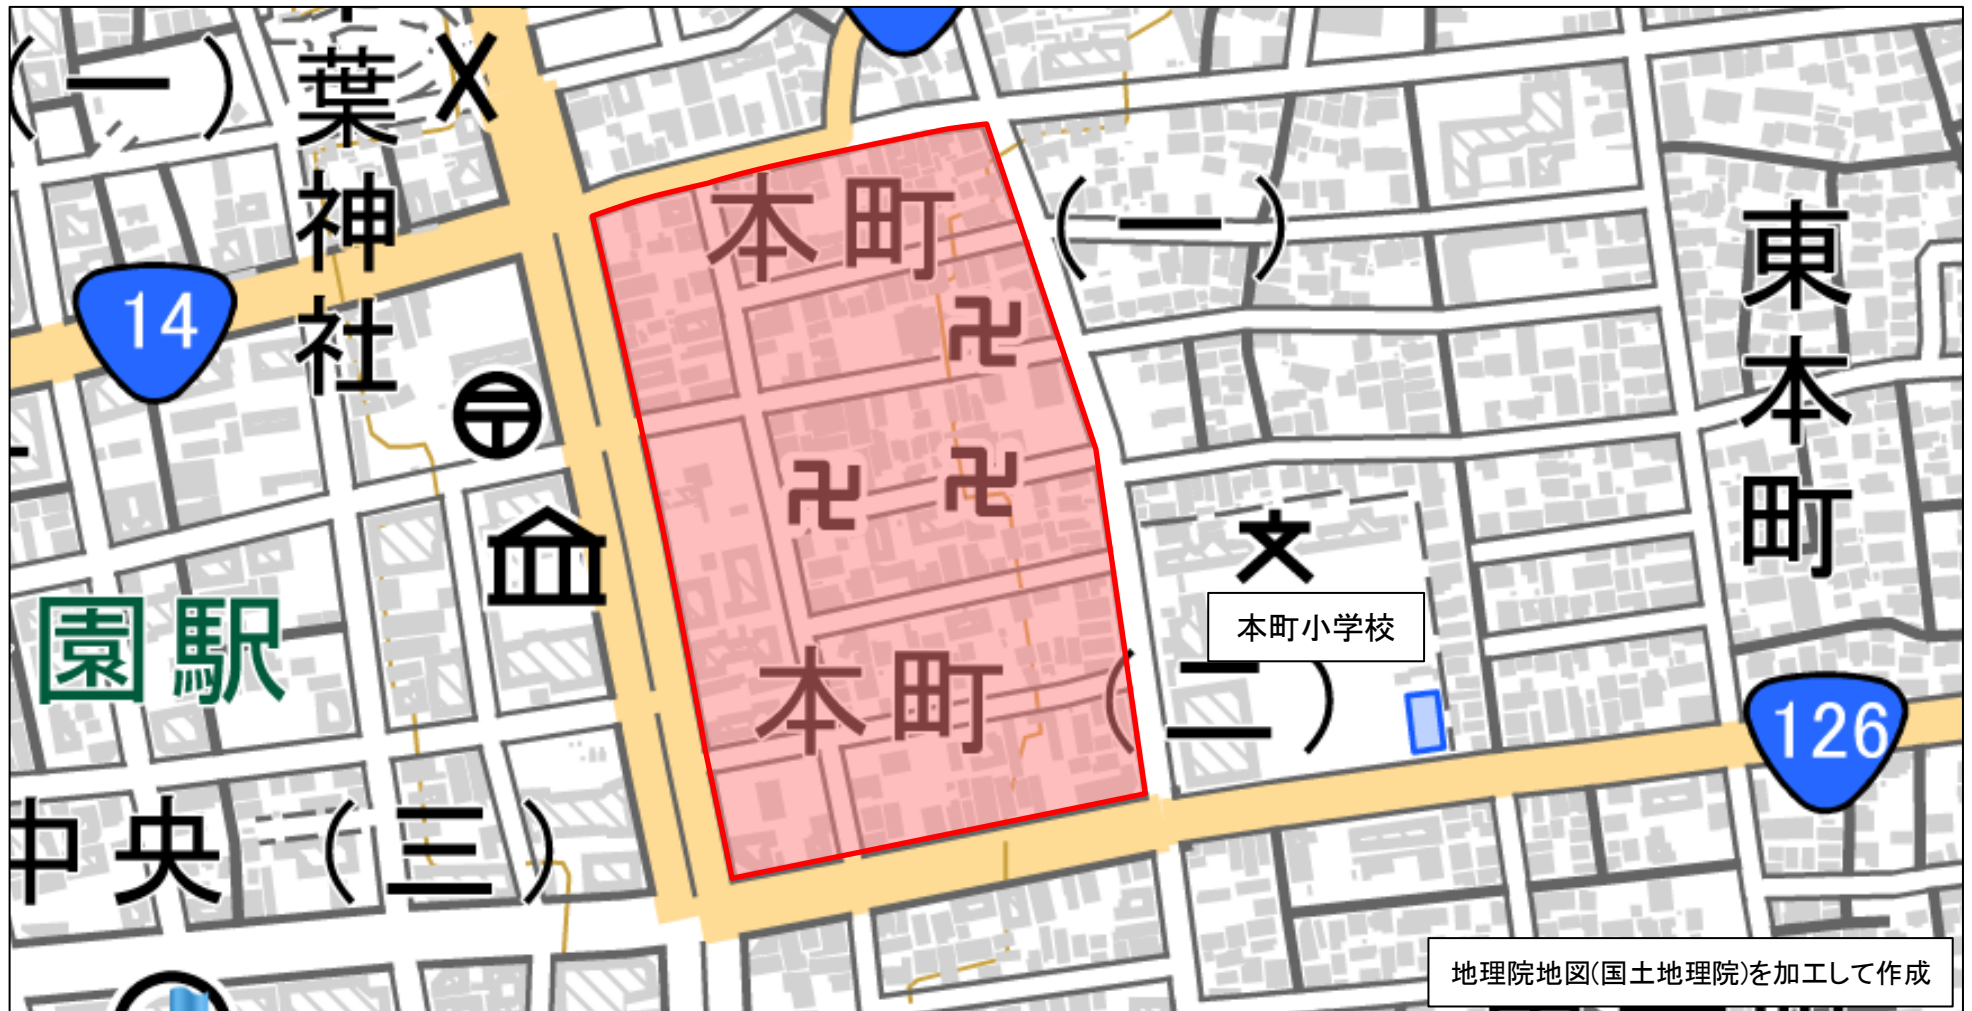 (一)
葉神社
14
本町(一)
東本町
園駅
本町小学校
本町(二)
126
中央(三)
地理院地図(国土地理院)を加工して作成